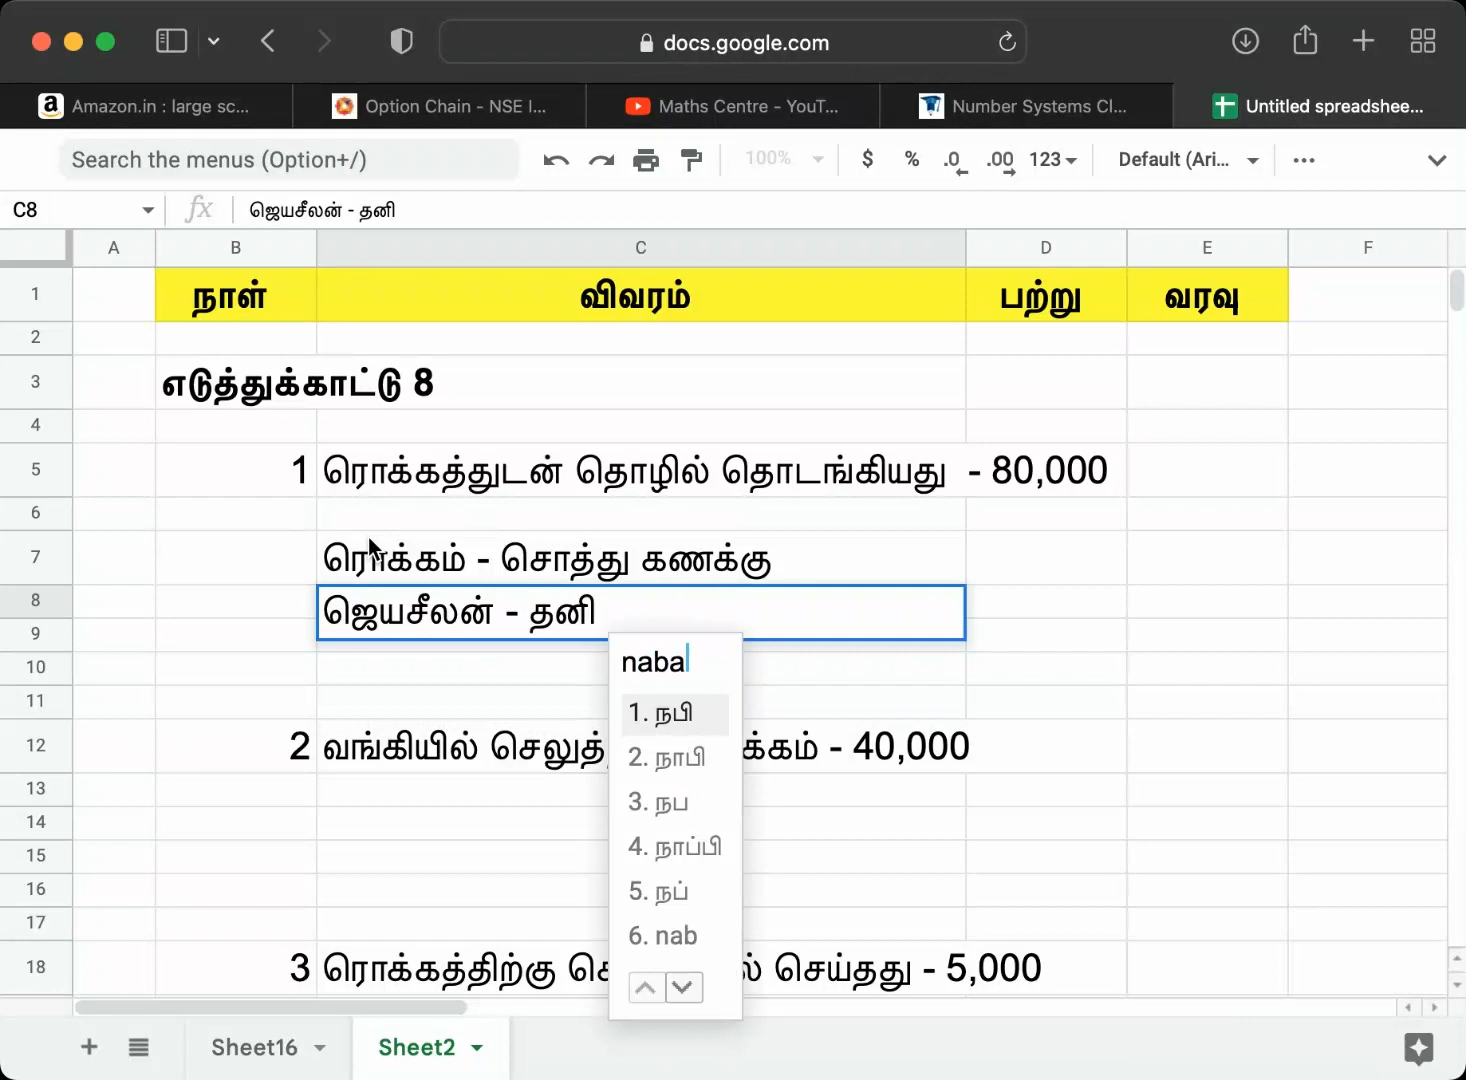 docs.google.com
Amazon.in : large sc...
Option Chain - NSE I...
Maths Centre - YouT...
Number Systems Cl...
Untitled spreadshee...
Search the menus (Option+/)
100%
$ % .0 .00 123
Default (Ari...
C8
fx
ஜெயசீலன் - தனி
A B C D E F
1 நாள் விவரம் பற்று வரவு
2
3 எடுத்துக்காட்டு 8
4
5 1 ரொக்கத்துடன் தொழில் தொடங்கியது - 80,000
6
7 ரொக்கம் - சொத்து கணக்கு
8 ஜெயசீலன் - தனி
9
naba
10
11
1. நபி
12 2 வங்கியில் - 40,000
2. நாபி
13
3. நப
14
4. நாப்பி
15
16
5. நப்
17
6. nab
18 3 ரொக்கத்திற்கு செய்தது - 5,000
Sheet16
Sheet2